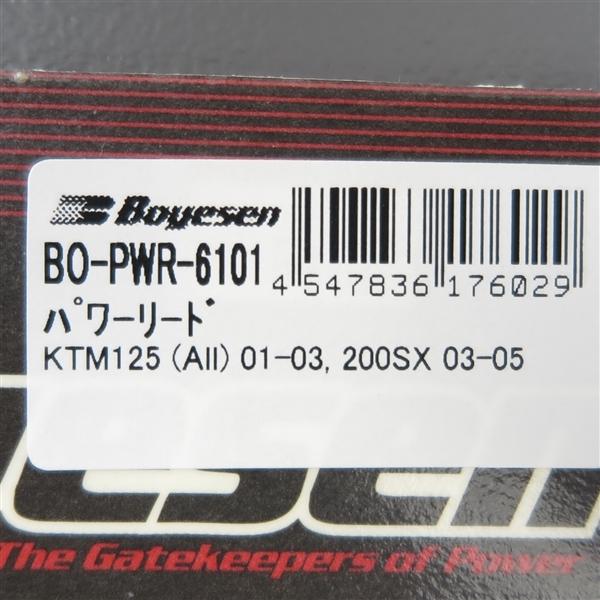 Boyesen
BO-PWR-6101
4 547836 176029
パワーリード
KTM125 (All) 01-03, 200SX 03-05
esen
The Gatekeepers of Power